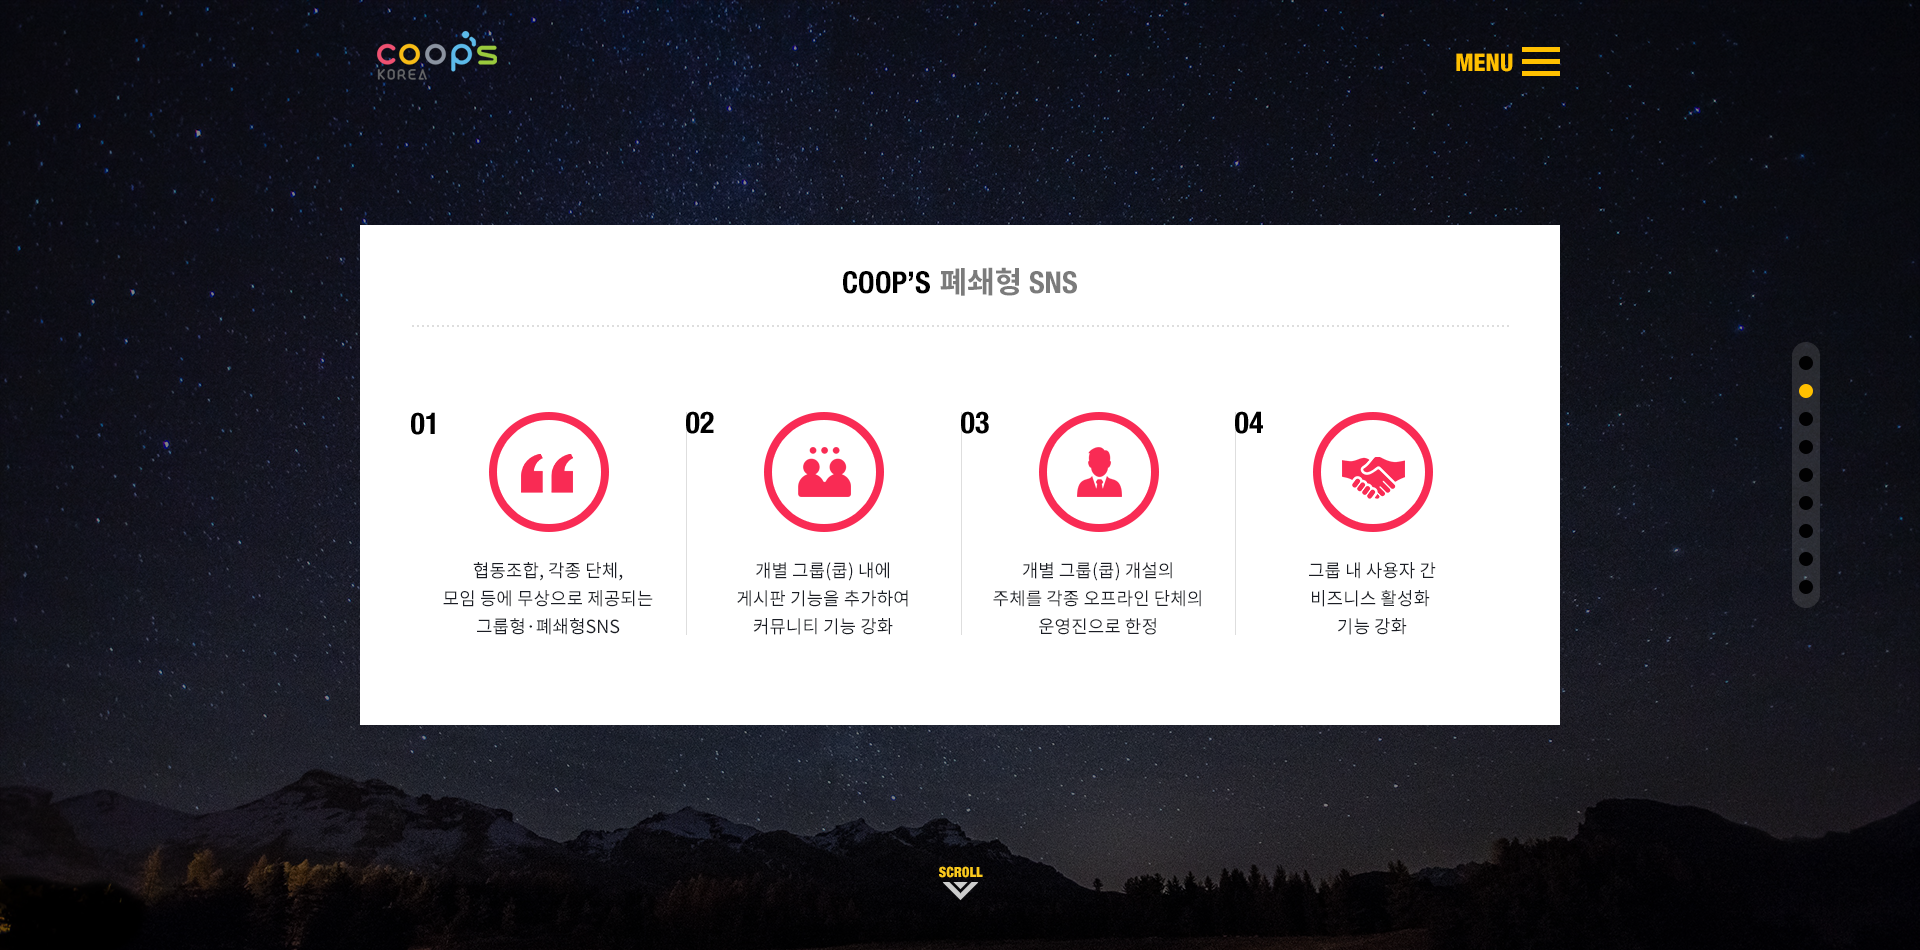 coop's
KOREA
MENU
COOP'S 폐쇄형 SNS
01
협동조합, 각종 단체,
모임 등에 무상으로 제공되는
그룹형·폐쇄형SNS
02
개별 그룹(쿱) 내에
게시판 기능을 추가하여
커뮤니티 기능 강화
03
개별 그룹(쿱) 개설의
주체를 각종 오프라인 단체의
운영진으로 한정
04
그룹 내 사용자 간
비즈니스 활성화
기능 강화
SCROLL